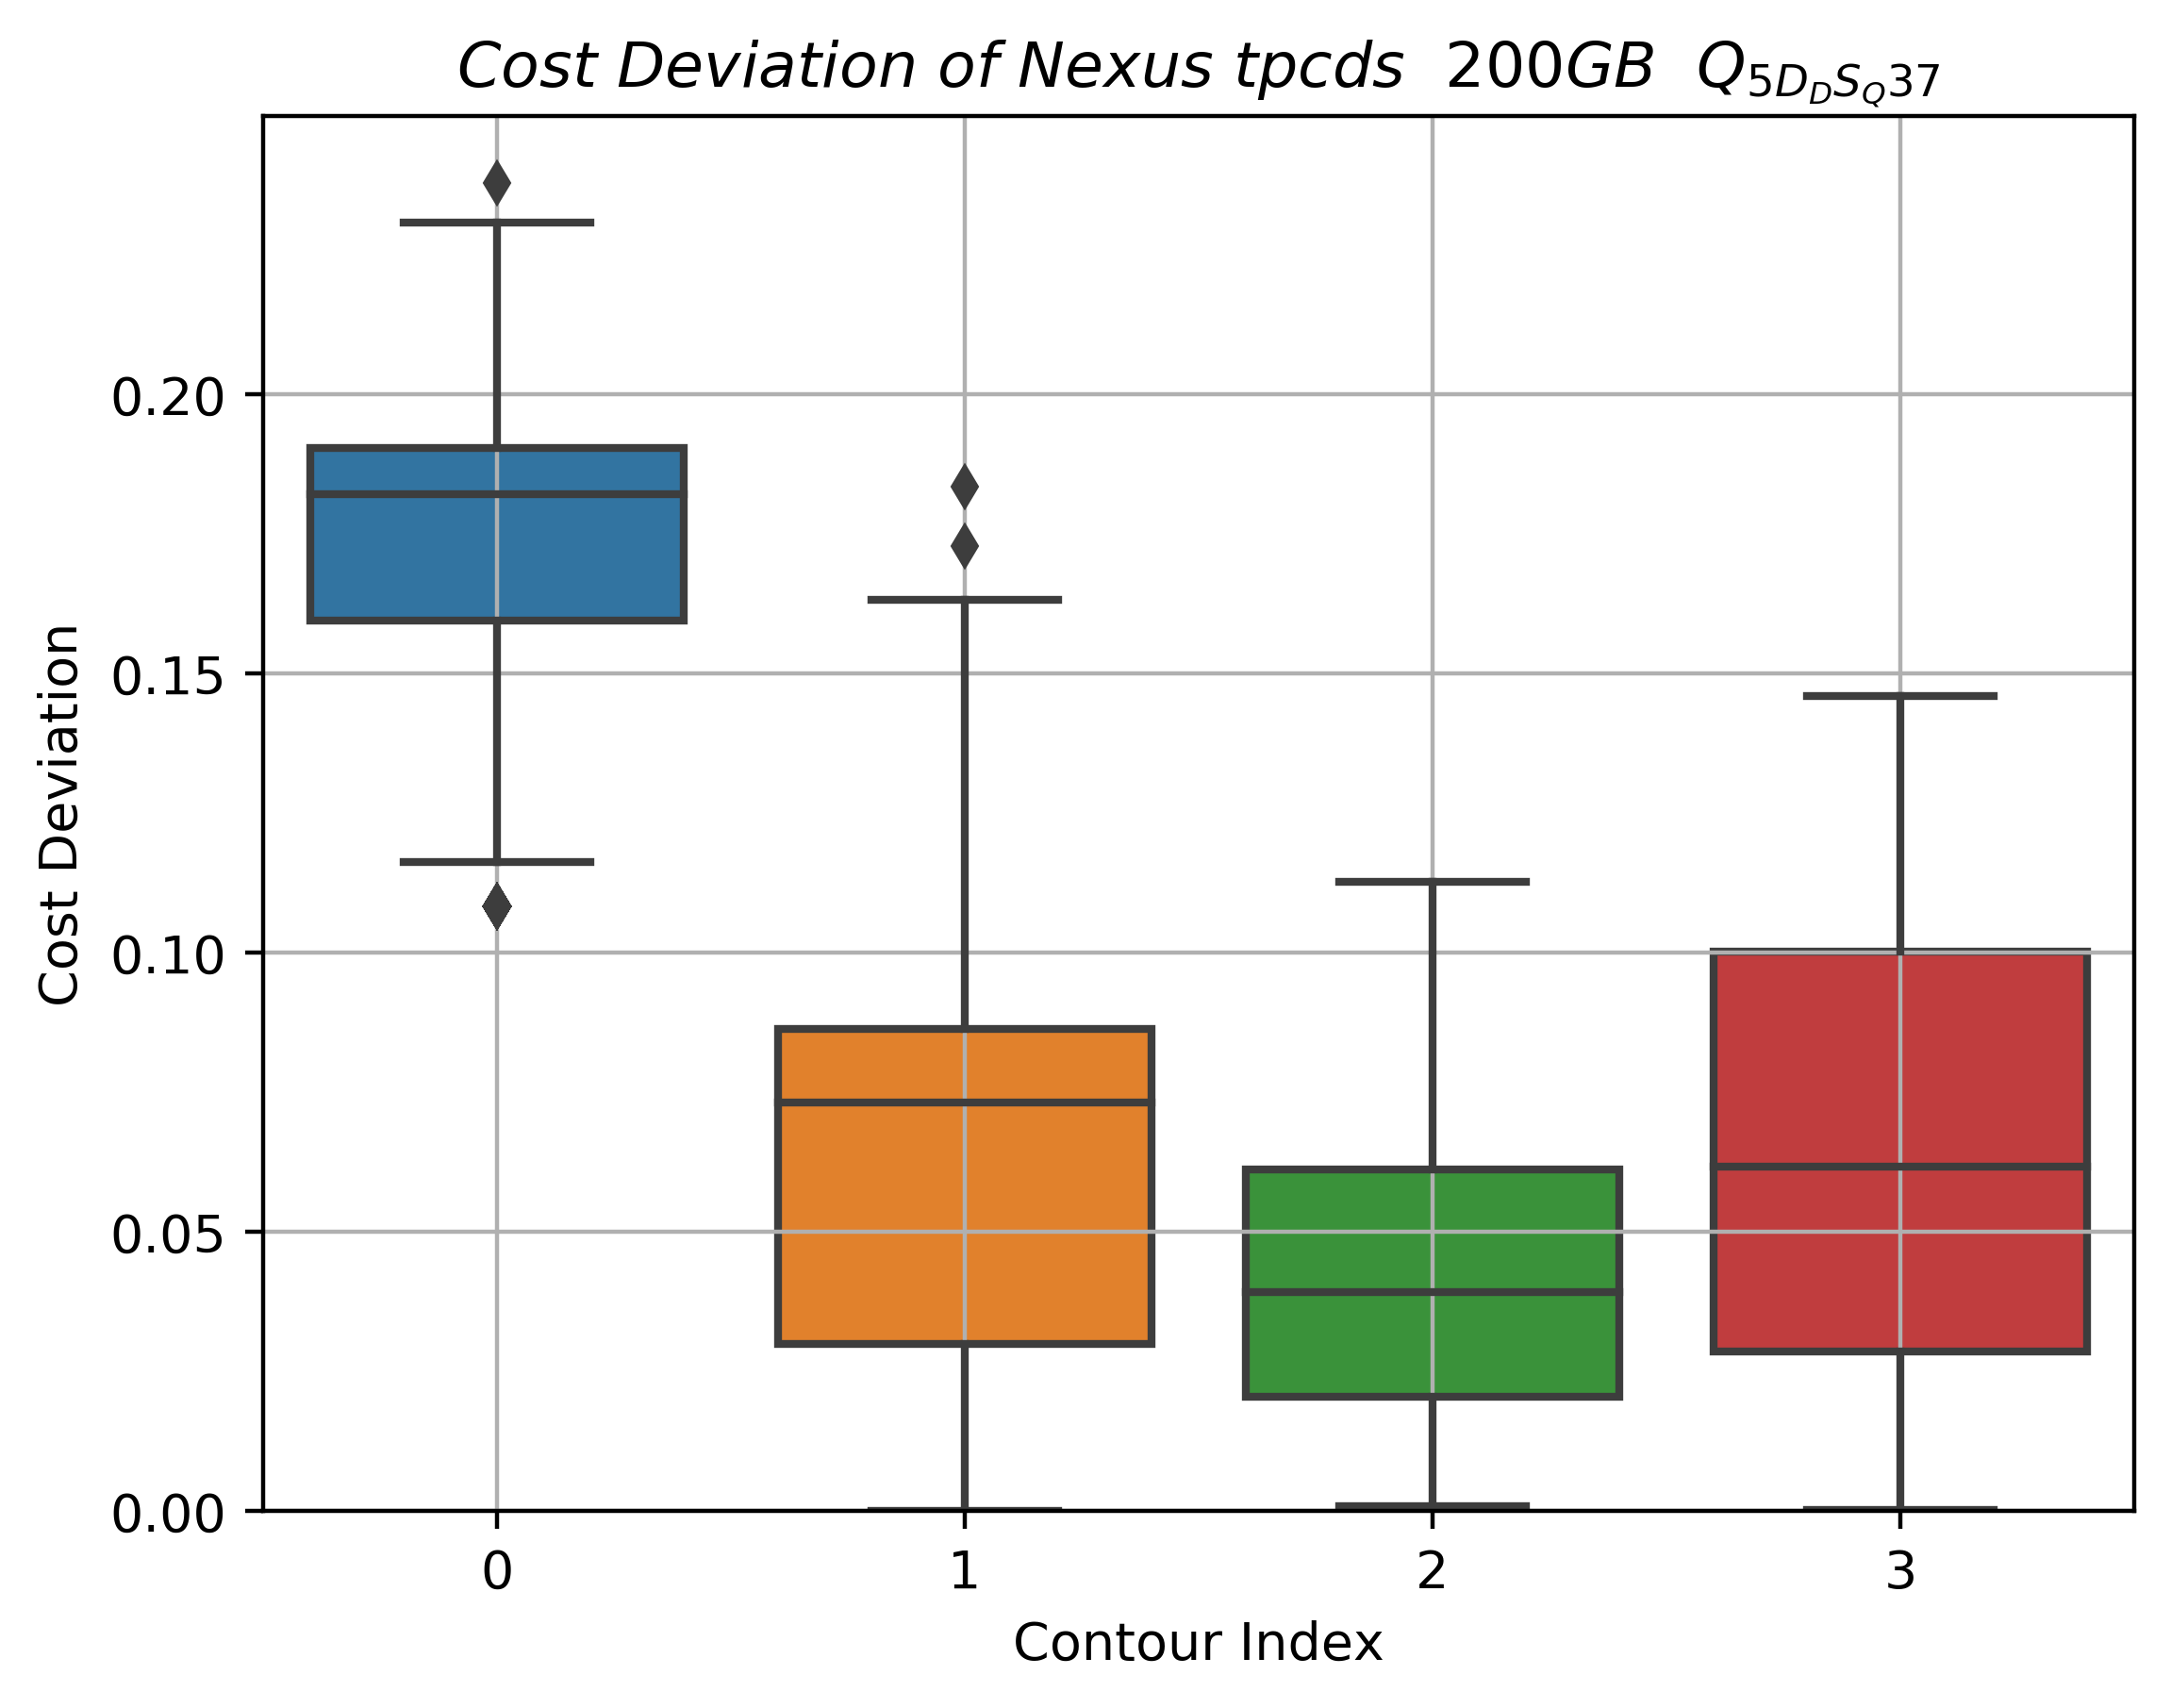 Cost Deviation of Nexus tpcds 200GB Q5DDSQ37
Cost Deviation
0.20
0.15
0.10
0.05
0.00
0 1 2 3
Contour Index